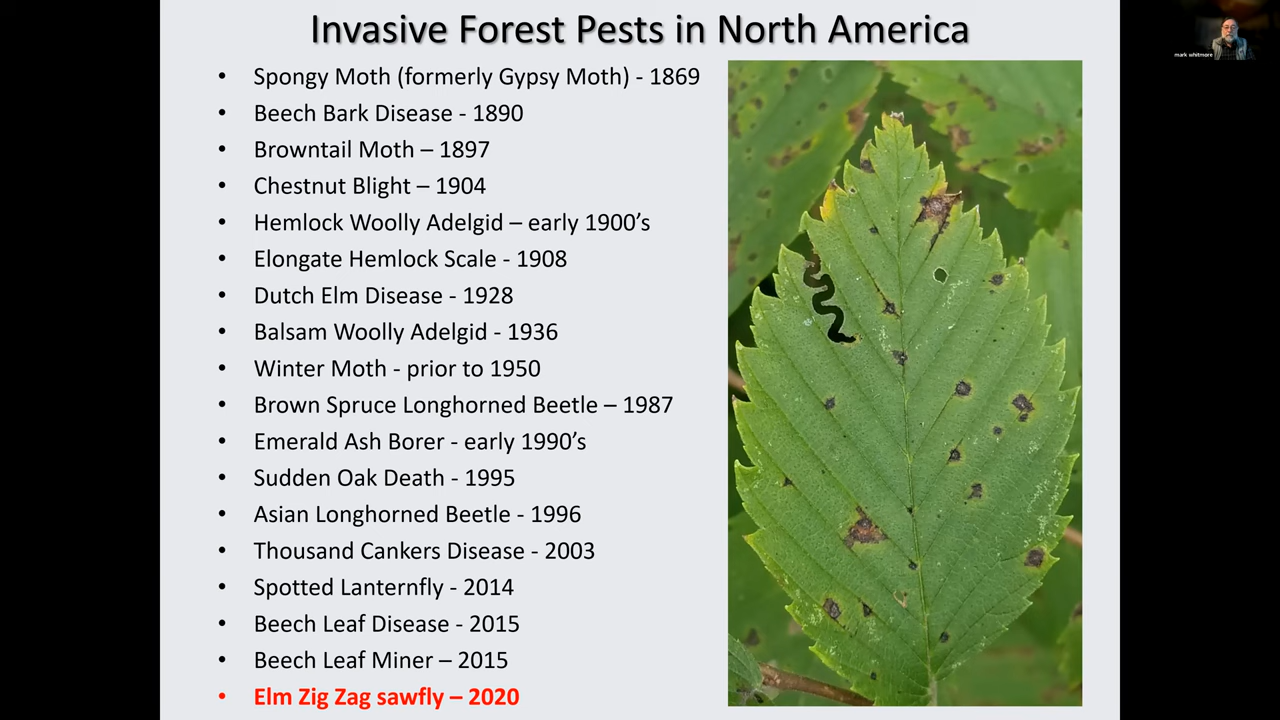 Invasive Forest Pests in North America
• Spongy Moth (formerly Gypsy Moth) - 1869
• Beech Bark Disease - 1890
• Browntail Moth – 1897
• Chestnut Blight – 1904
• Hemlock Woolly Adelgid – early 1900’s
• Elongate Hemlock Scale - 1908
• Dutch Elm Disease - 1928
• Balsam Woolly Adelgid - 1936
• Winter Moth - prior to 1950
• Brown Spruce Longhorned Beetle – 1987
• Emerald Ash Borer - early 1990’s
• Sudden Oak Death - 1995
• Asian Longhorned Beetle - 1996
• Thousand Cankers Disease - 2003
• Spotted Lanternfly - 2014
• Beech Leaf Disease - 2015
• Beech Leaf Miner – 2015
• Elm Zig Zag sawfly – 2020
mark whitmore